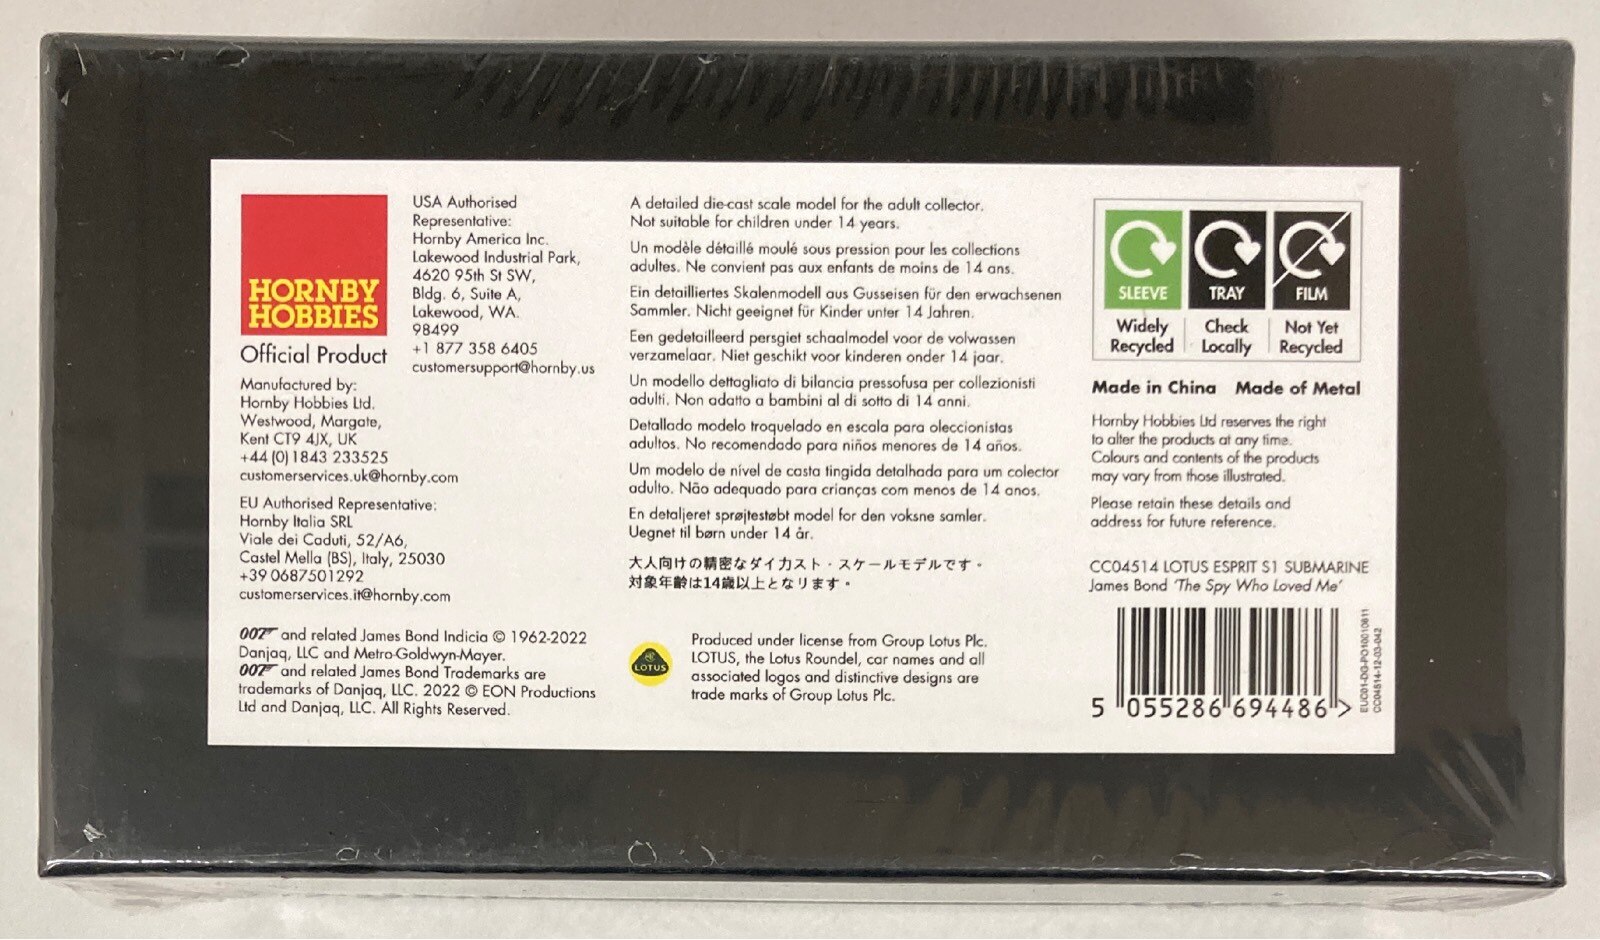 HORNBY
HOBBIES
Official Product
Manufactured by:
Hornby Hobbies Ltd.
Westwood, Margate,
Kent CT9 4JX, UK
+44 (0) 1843 233525
customerservices.uk@hornby.com
EU Authorised Representative:
Hornby Italia SRL
Viale dei Caduti, 52/A6,
Castel Mella (BS), Italy, 25030
+39 0687501292
customerservices.it@hornby.com
USA Authorised
Representative:
Hornby America Inc.
Lakewood Industrial Park,
4620 95th St SW,
Bldg. 6, Suite A,
Lakewood, WA.
98499
+1 877 358 6405
customersupport@hornby.us
007 and related James Bond Indicia © 1962-2022
Danjaq, LLC and Metro-Goldwyn-Mayer.
007 and related James Bond Trademarks are
trademarks of Danjaq, LLC. 2022 © EON Productions
Ltd and Danjaq, LLC. All Rights Reserved.
A detailed die-cast scale model for the adult collector.
Not suitable for children under 14 years.
Un modèle détaillé moulé sous pression pour les collections
adultes. Ne convient pas aux enfants de moins de 14 ans.
Ein detailliertes Skalenmodell aus Gusseisen für den erwachsenen
Sammler. Nicht geeignet für Kinder unter 14 Jahren.
Een gedetailleerd persgiet schaalmodel voor de volwassen
verzamelaar. Niet geschikt voor kinderen onder 14 jaar.
Un modello dettagliato di bilancia pressofusa per collezionisti
adulti. Non adatto a bambini al di sotto di 14 anni.
Detallado modelo troquelado en escala para oleccionistas
adultos. No recomendado para niños menores de 14 años.
Um modelo de nível de casta tingida detalhada para um colector
adulto. Não adequado para crianças com menos de 14 anos.
En detaljeret sprøjtestøbt model for den voksne samler.
Uegnet til børn under 14 år.
大人向けの精密なダイカスト・スケールモデルです。
対象年齢は14歳以上となります。
LOTUS
Produced under license from Group Lotus Plc.
LOTUS, the Lotus Roundel, car names and all
associated logos and distinctive designs are
trade marks of Group Lotus Plc.
SLEEVE TRAY FILM
Widely Recycled
Check Locally
Not Yet Recycled
Made in China Made of Metal
Hornby Hobbies Ltd reserves the right
to alter the products at any time.
Colours and contents of the products
may vary from those illustrated.
Please retain these details and
address for future reference.
CC04514 LOTUS ESPRIT S1 SUBMARINE
James Bond 'The Spy Who Loved Me'
5 055286 694486 >
EUC01-DG-PO10010611
CC04514-12-03-042